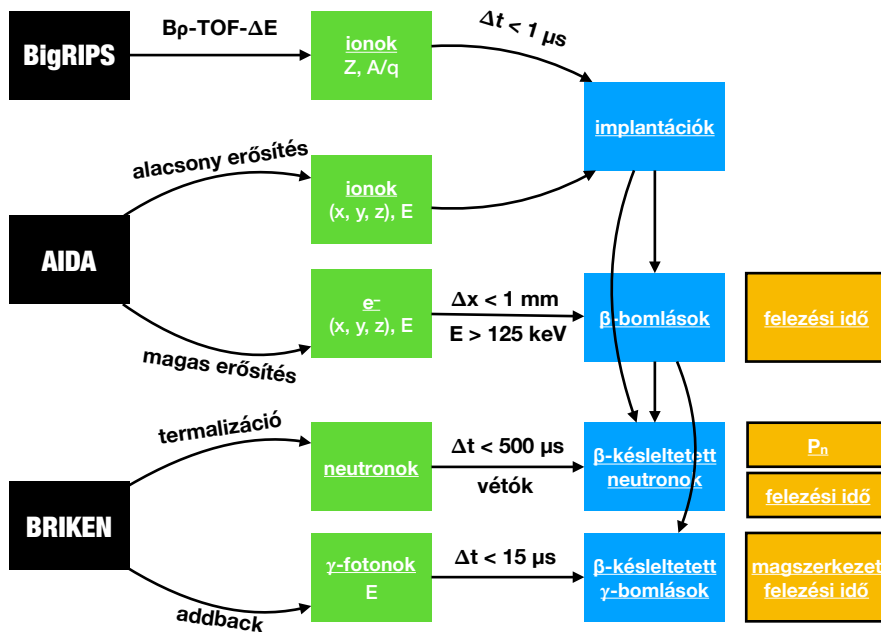 BigRIPS
Bρ-TOF-ΔE
ionok
Z, A/q
Δt < 1 μs
implantációk
AIDA
alacsony erősítés
ionok
(x, y, z), E
magas erősítés
e⁻
(x, y, z), E
Δx < 1 mm
E > 125 keV
β-bomlások
felezési idő
BRIKEN
termalizáció
neutronok
Δt < 500 μs
vétók
β-késleltetett
neutronok
Pₙ
felezési idő
addback
γ-fotonok
E
Δt < 15 μs
β-késleltetett
γ-bomlások
magszerkezet
felezési idő